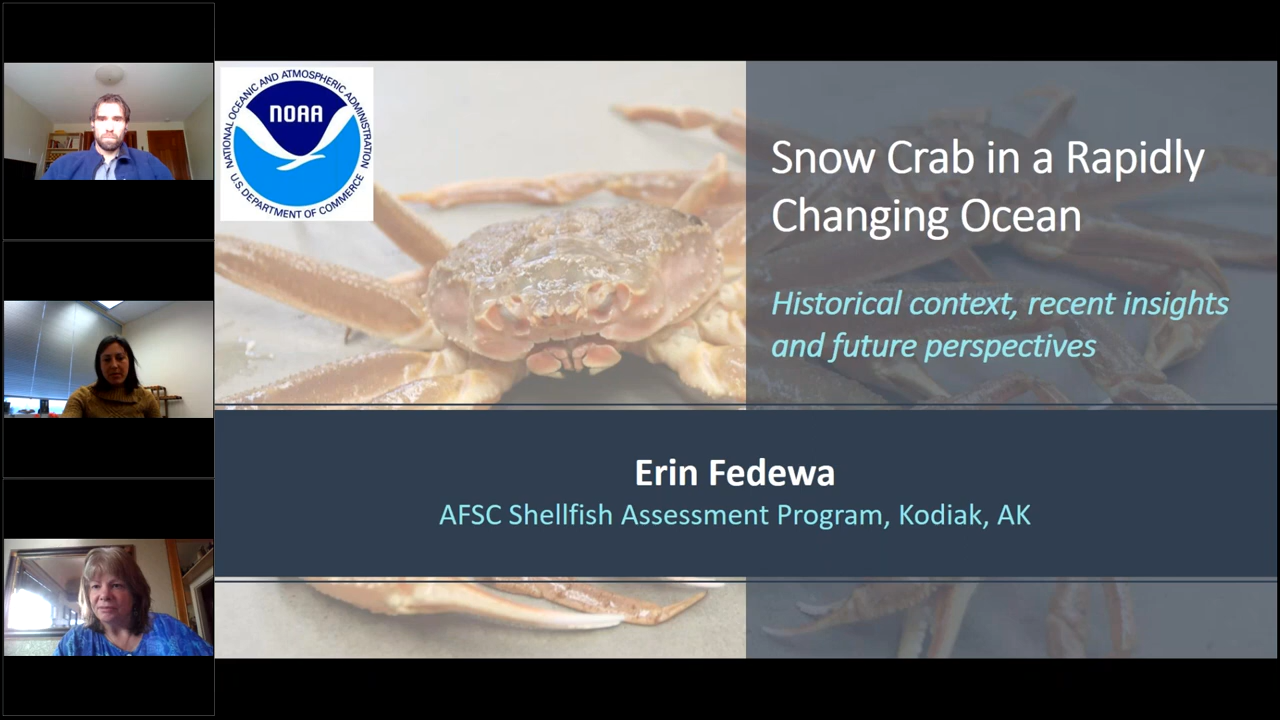 NATIONAL OCEANIC AND ATMOSPHERIC ADMINISTRATION
NOAA
U.S. DEPARTMENT OF COMMERCE
Snow Crab in a Rapidly
Changing Ocean
Historical context, recent insights
and future perspectives
Erin Fedewa
AFSC Shellfish Assessment Program, Kodiak, AK